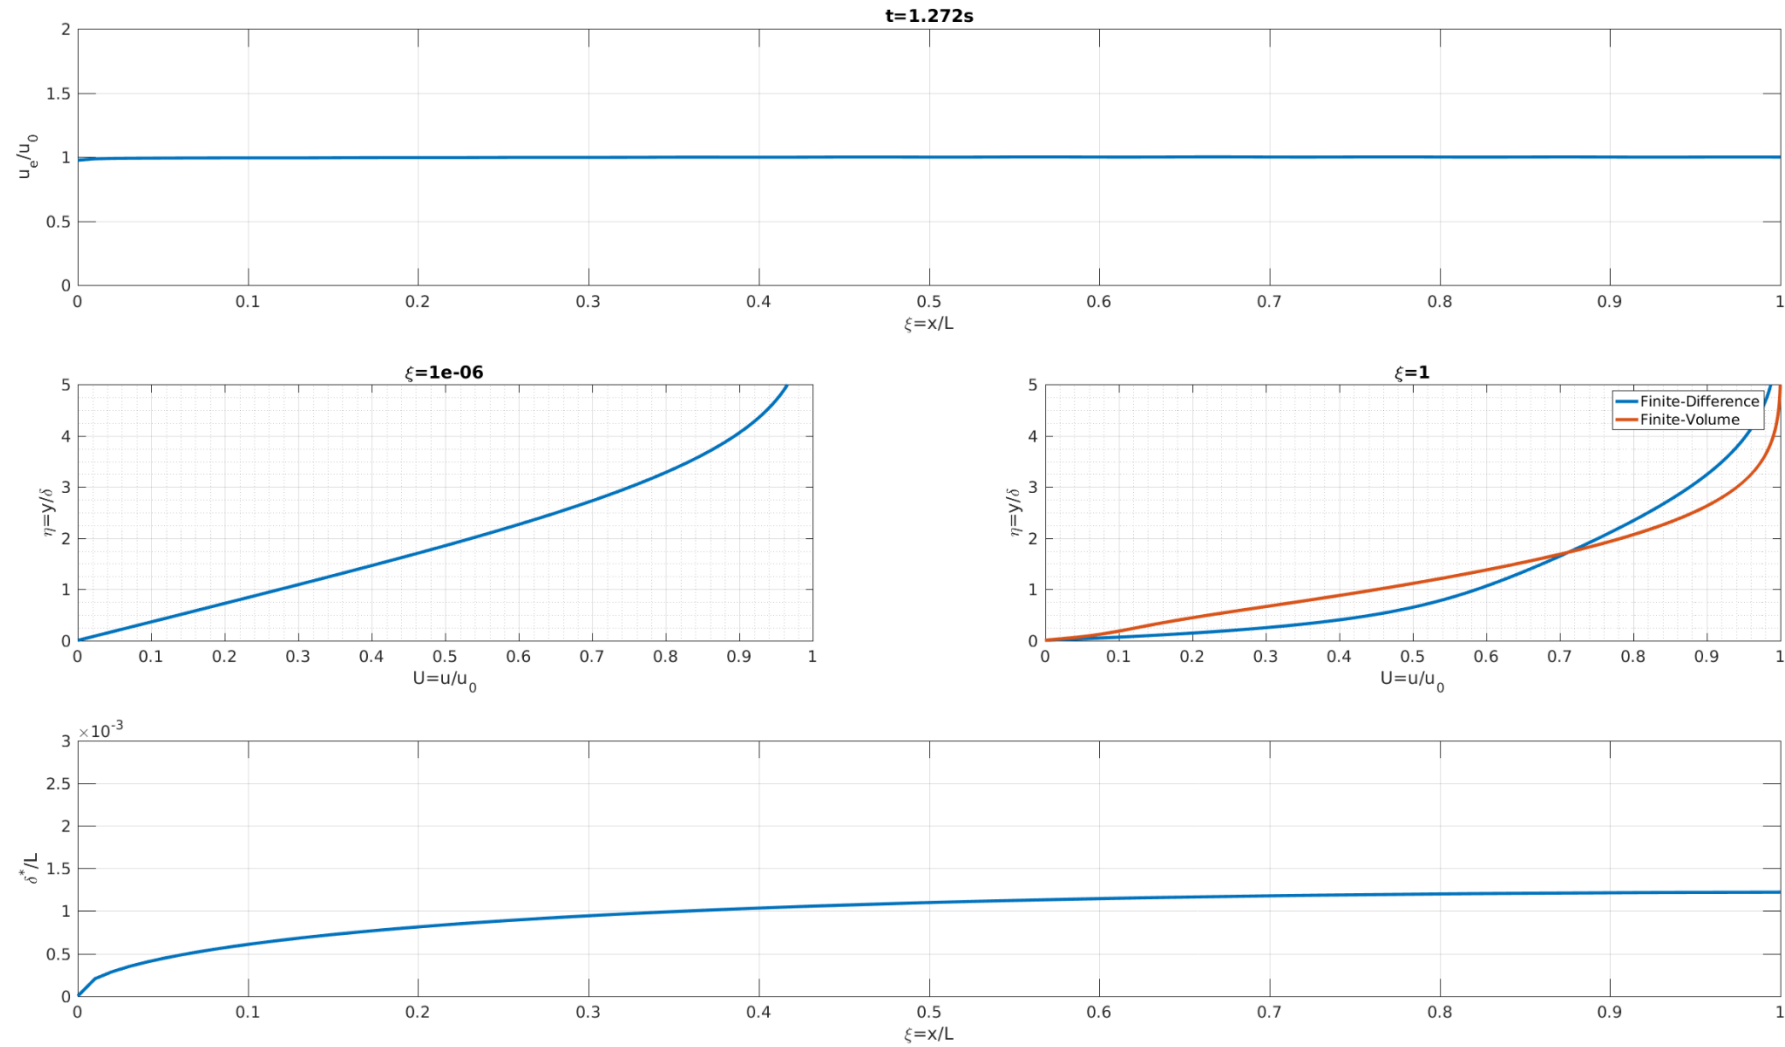 t=1.272s
2
1.5
1
0.5
0
u_e/u_0
0 0.1 0.2 0.3 0.4 0.5 0.6 0.7 0.8 0.9 1
ξ=x/L
ξ=1e-06
5
4
3
2
1
0
η=y/δ
0 0.1 0.2 0.3 0.4 0.5 0.6 0.7 0.8 0.9 1
U=u/u_0
ξ=1
Finite-Difference
Finite-Volume
5
4
3
2
1
0
η=y/δ
0 0.1 0.2 0.3 0.4 0.5 0.6 0.7 0.8 0.9 1
U=u/u_0
×10^-3
3
2.5
2
1.5
1
0.5
0
δ^*/L
0 0.1 0.2 0.3 0.4 0.5 0.6 0.7 0.8 0.9 1
ξ=x/L